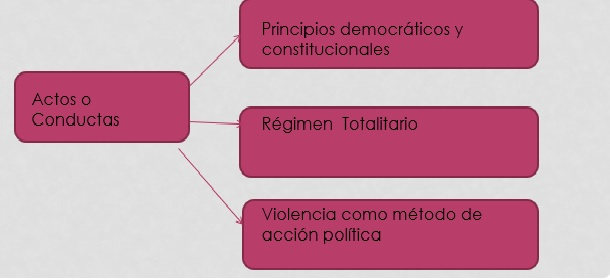 Principios democráticos y
constitucionales
Actos o
Conductas
Régimen Totalitario
Violencia como método de
acción política